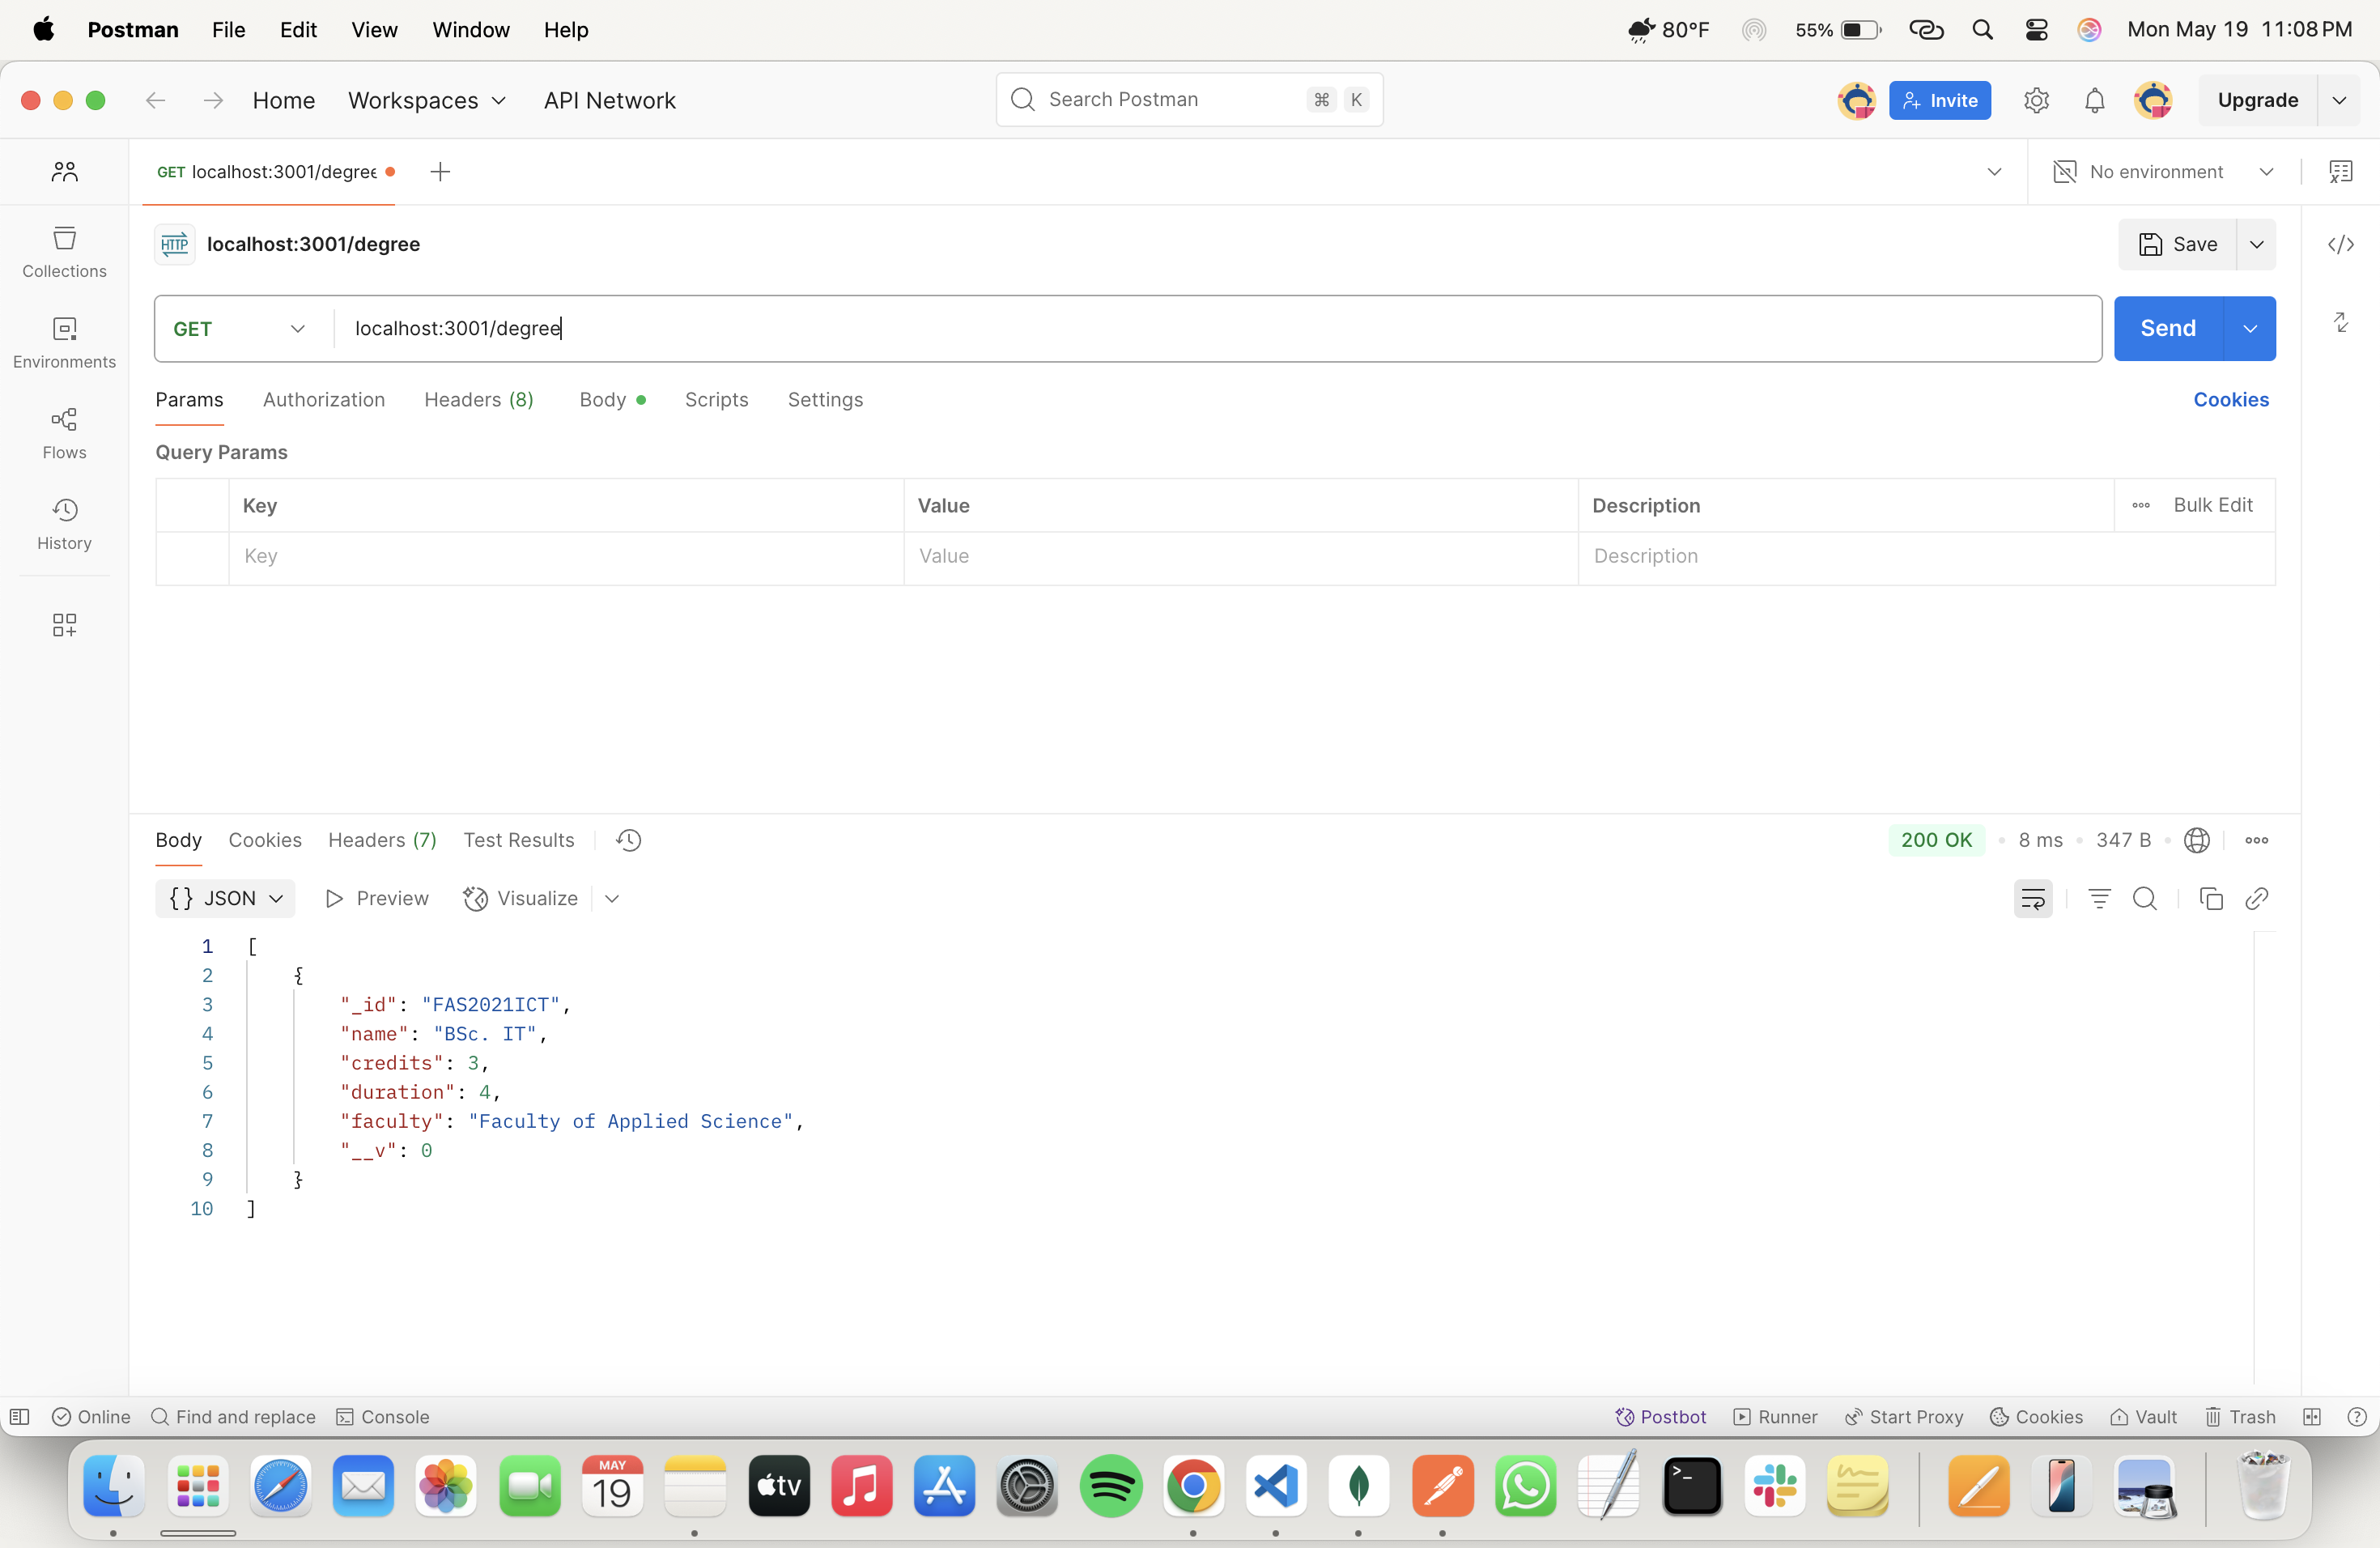 Postman File Edit View Window Help 80°F 55% Mon May 19 11:08 PM
Home Workspaces API Network Search Postman ⌘ K Invite Upgrade
GET localhost:3001/degree No environment
HTTP localhost:3001/degree Save
Collections
GET localhost:3001/degree Send
Environments
Params Authorization Headers (8) Body Scripts Settings Cookies
Flows
Query Params
Key Value Description Bulk Edit
History
Key Value Description
Body Cookies Headers (7) Test Results 200 OK 8 ms 347 B
{} JSON Preview Visualize
1 [
2 {
3 "_id": "FAS2021ICT",
4 "name": "BSc. IT",
5 "credits": 3,
6 "duration": 4,
7 "faculty": "Faculty of Applied Science",
8 "__v": 0
9 }
10 ]
Online Find and replace Console Postbot Runner Start Proxy Cookies Vault Trash
MAY
19
tv